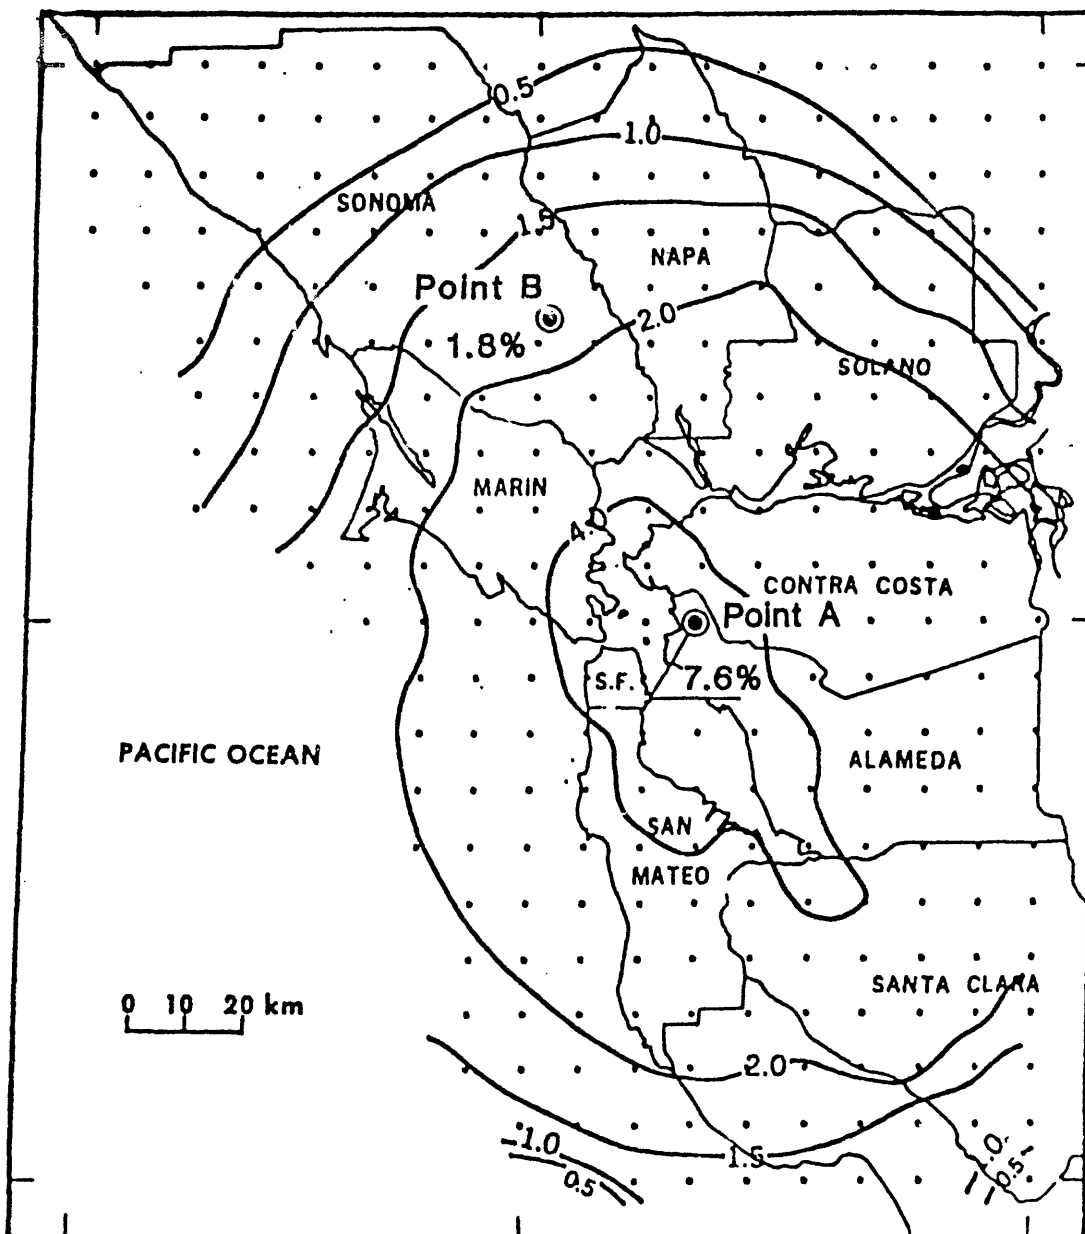 0.5
1.0
SONOMA
1.5
NAPA
Point B
2.0
1.8%
SOLANO
MARIN
4.0
CONTRA COSTA
Point A
S.F.
7.6%
PACIFIC OCEAN
ALAMEDA
SAN
MATEO
SANTA CLARA
0 10 20 km
2.0
1.0
1.5
1.0
0.5
0.5